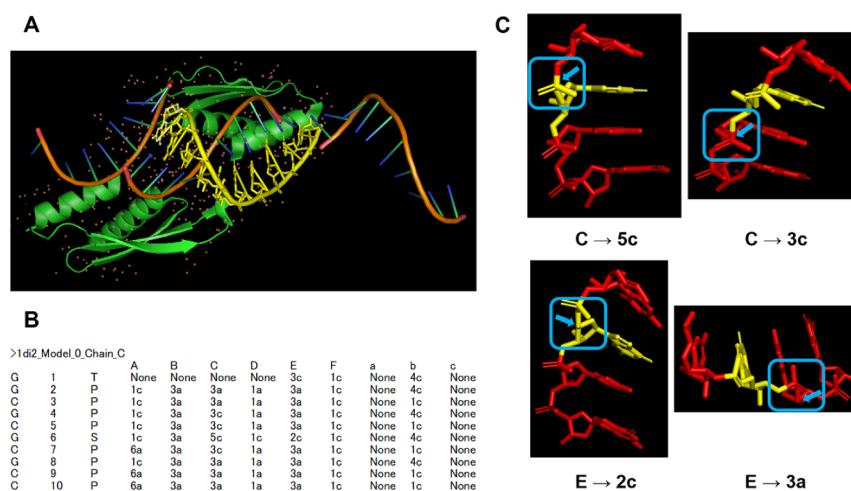 A
B
>1di2_Model_0_Chain_C
A B C D E F a b c
G 1 T None None None None 3c 1c None 4c None
G 2 P 1c 3a 3a 1a 3a 1c None 4c None
C 3 P 1c 3a 3c 1a 3a 1c None 1c None
G 4 P 1c 3a 3c 1a 3a 1c None 4c None
C 5 P 1c 3a 3c 1a 3a 1c None 1c None
G 6 S 1c 3a 5c 1c 2c 1c None 4c None
C 7 P 6a 3a 3c 1a 3a 1c None 1c None
G 8 P 1c 3a 3a 1a 3a 1c None 4c None
C 9 P 6a 3a 3a 1a 3a 1c None 1c None
C 10 P 6a 3a 3a 1a 3a 1c None 1c None
C
C → 5c
C → 3c
E → 2c
E → 3a